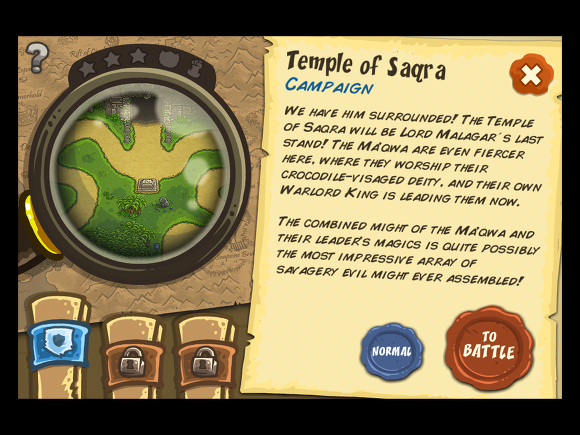 ?
Temple of Saqra
CAMPAIGN
WE HAVE HIM SURROUNDED! THE TEMPLE
OF SAQRA WILL BE LORD MALAGAR'S LAST
STAND! THE MA'QWA ARE EVEN FIERCER
HERE, WHERE THEY WORSHIP THEIR
CROCODILE-VISAGED DEITY, AND THEIR OWN
WARLORD KING IS LEADING THEM NOW.
THE COMBINED MIGHT OF THE MA'QWA AND
THEIR LEADER'S MAGICS IS QUITE POSSIBLY
THE MOST IMPRESSIVE ARRAY OF
SAVAGERY EVIL MIGHT EVER ASSEMBLED!
NORMAL
TO
BATTLE